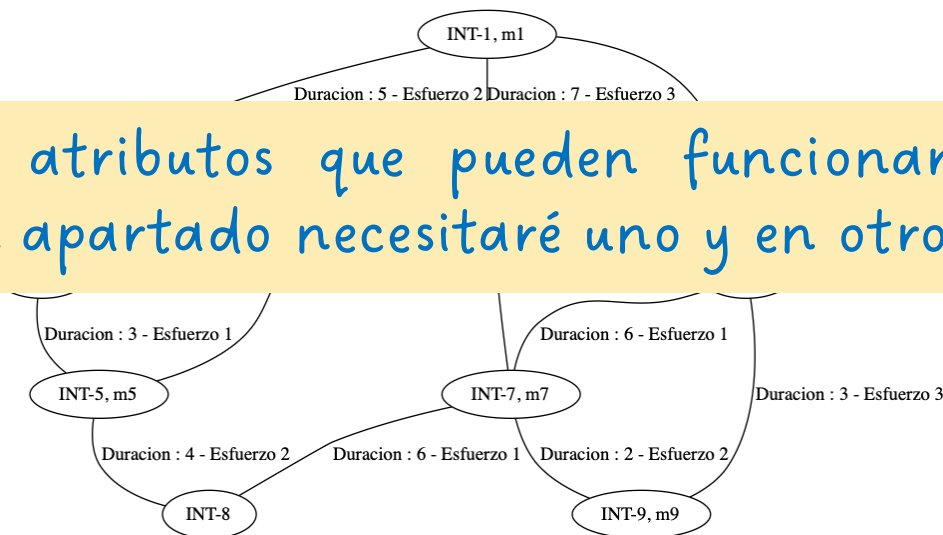 INT-1, m1
Duracion : 5 - Esfuerzo 2
Duracion : 7 - Esfuerzo 3
atributos que pueden funcionar
apartado necesitaré uno y en otro
Duracion : 3 - Esfuerzo 1
Duracion : 6 - Esfuerzo 1
INT-5, m5
INT-7, m7
Duracion : 3 - Esfuerzo 3
Duracion : 4 - Esfuerzo 2
Duracion : 6 - Esfuerzo 1
Duracion : 2 - Esfuerzo 2
INT-8
INT-9, m9